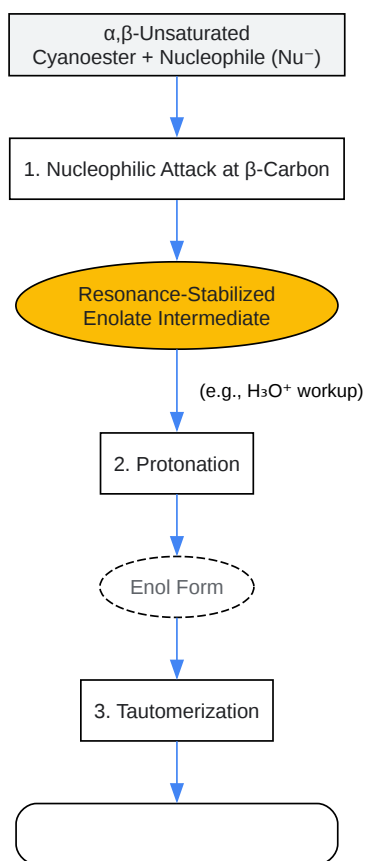 α,β-Unsaturated
Cyanoester + Nucleophile (Nu⁻)
1. Nucleophilic Attack at β-Carbon
Resonance-Stabilized
Enolate Intermediate
(e.g., H₃O⁺ workup)
2. Protonation
Enol Form
3. Tautomerization